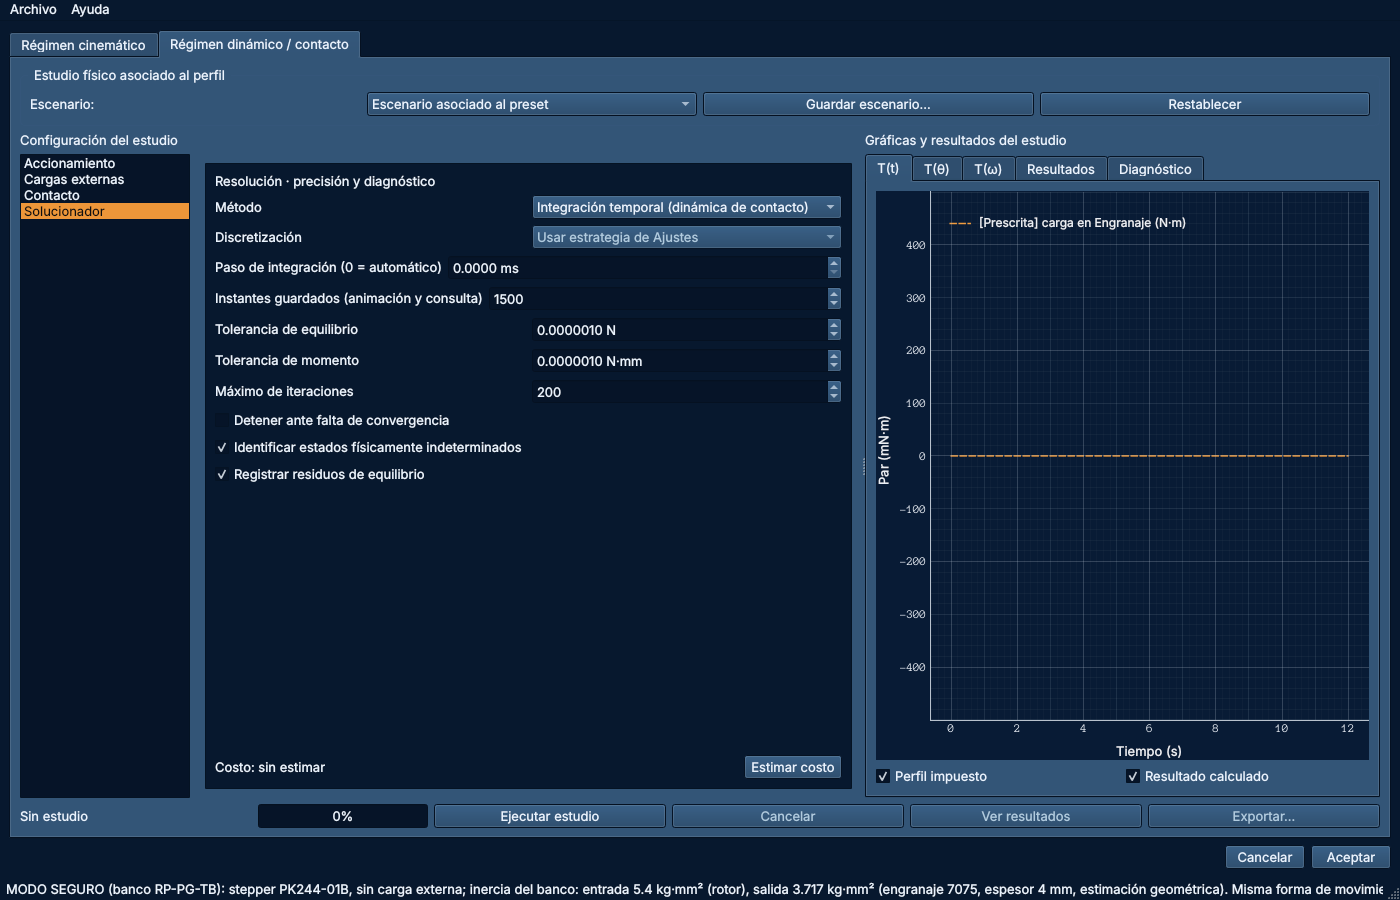 Archivo Ayuda
Régimen cinemático Régimen dinámico / contacto
Estudio físico asociado al perfil
Escenario: Escenario asociado al preset Guardar escenario... Restablecer
Configuración del estudio
Accionamiento
Cargas externas
Contacto
Solucionador
Resolución · precisión y diagnóstico
Método Integración temporal (dinámica de contacto)
Discretización Usar estrategia de Ajustes
Paso de integración (0 = automático) 0.0000 ms
Instantes guardados (animación y consulta) 1500
Tolerancia de equilibrio 0.0000010 N
Tolerancia de momento 0.0000010 N·mm
Máximo de iteraciones 200
Detener ante falta de convergencia
Identificar estados físicamente indeterminados
Registrar residuos de equilibrio
Costo: sin estimar Estimar costo
Gráficas y resultados del estudio
T(t) T(θ) T(ω) Resultados Diagnóstico
[Prescrita] carga en Engranaje (N·m)
400
300
200
100
0
−100
−200
−300
−400
Par (mN·m)
0 2 4 6 8 10 12
Tiempo (s)
Perfil impuesto Resultado calculado
Sin estudio 0% Ejecutar estudio Cancelar Ver resultados Exportar...
Cancelar Aceptar
MODO SEGURO (banco RP-PG-TB): stepper PK244-01B, sin carga externa; inercia del banco: entrada 5.4 kg·mm² (rotor), salida 3.717 kg·mm² (engranaje 7075, espesor 4 mm, estimación geométrica). Misma forma de movimie